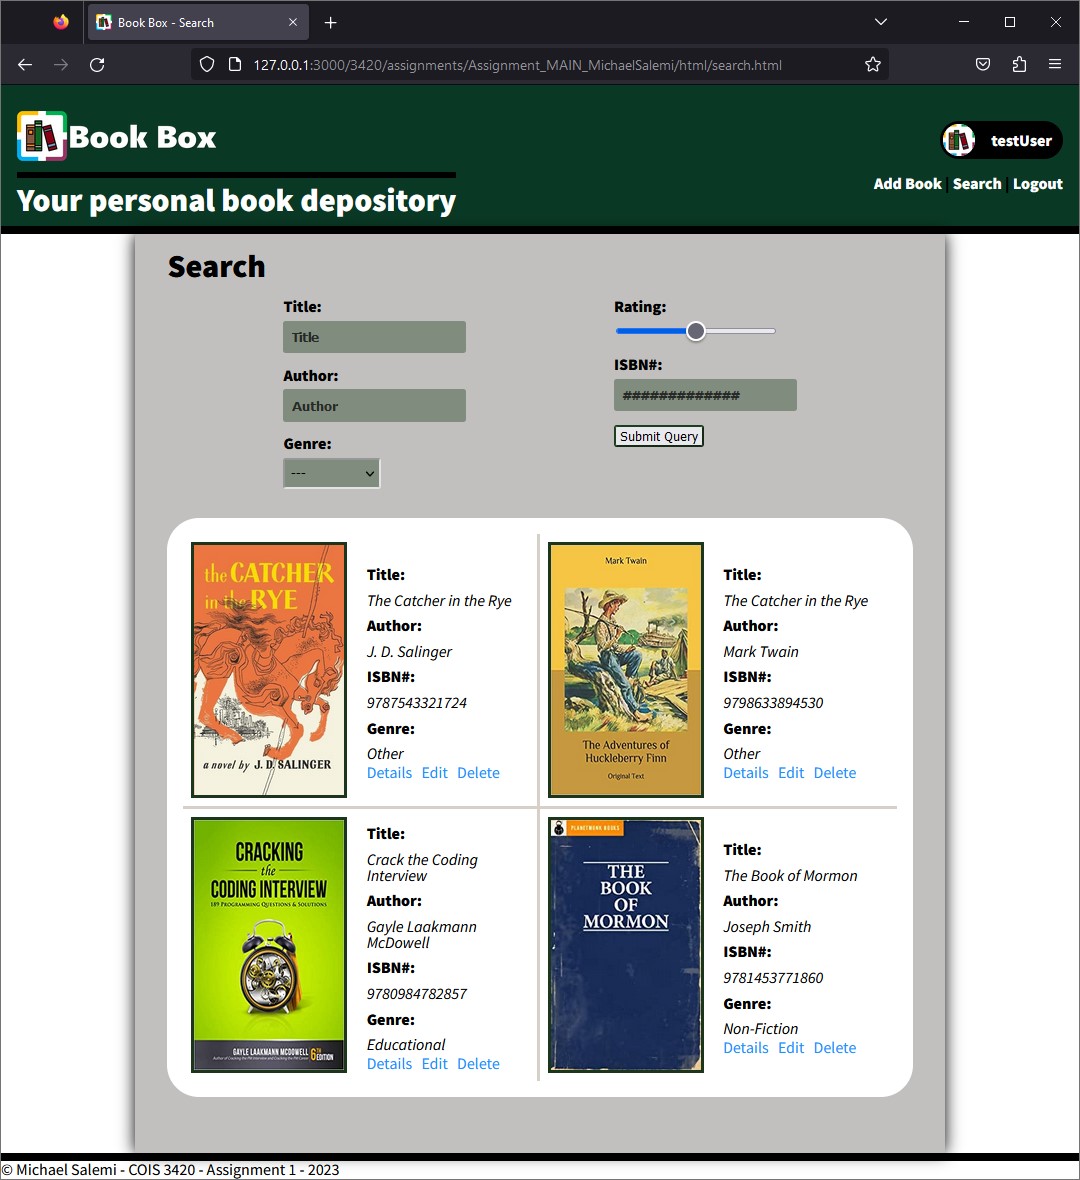 Book Box - Search
127.0.0.1:3000/3420/assignments/Assignment_MAIN_MichaelSalemi/html/search.html
Book Box
Your personal book depository
testUser
Add Book | Search | Logout
Search
Title:
Title
Author:
Author
Genre:
---
Rating:
ISBN#:
#############
Submit Query
the CATCHER
in the RYE
a novel by J. D. SALINGER
Title:
The Catcher in the Rye
Author:
J. D. Salinger
ISBN#:
9787543321724
Genre:
Other
Details Edit Delete
Mark Twain
The Adventures of
Huckleberry Finn
Original Text
Title:
The Catcher in the Rye
Author:
Mark Twain
ISBN#:
9798633894530
Genre:
Other
Details Edit Delete
CRACKING
the
CODING INTERVIEW
189 PROGRAMMING QUESTIONS & SOLUTIONS
GAYLE LAAKMANN MCDOWELL
6TH
EDITION
Title:
Crack the Coding
Interview
Author:
Gayle Laakmann
McDowell
ISBN#:
9780984782857
Genre:
Educational
Details Edit Delete
PLANETMONK BOOKS
THE
BOOK
OF
MORMON
Title:
The Book of Mormon
Author:
Joseph Smith
ISBN#:
9781453771860
Genre:
Non-Fiction
Details Edit Delete
© Michael Salemi - COIS 3420 - Assignment 1 - 2023